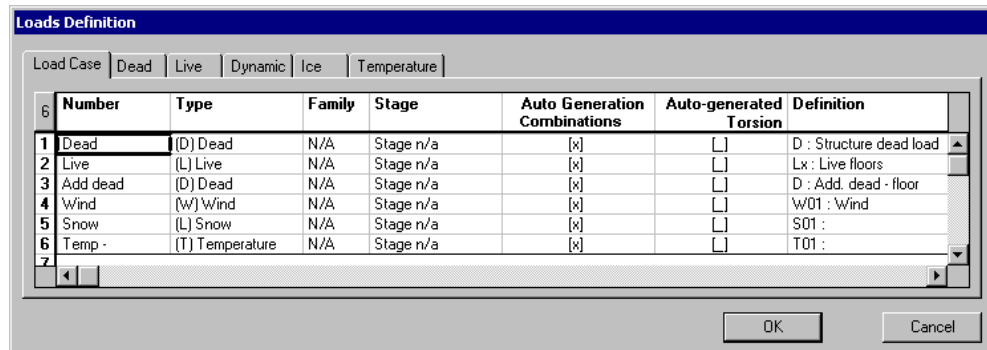 Loads Definition
Load Case Dead Live Dynamic Ice Temperature
6 Number Type Family Stage Auto Generation Combinations Auto-generated Torsion Definition
1 Dead (D) Dead N/A Stage n/a [x] [_] D : Structure dead load
2 Live (L) Live N/A Stage n/a [x] [_] Lx : Live floors
3 Add dead (D) Dead N/A Stage n/a [x] [_] D : Add. dead - floor
4 Wind (W) Wind N/A Stage n/a [x] [_] W01 : Wind
5 Snow (L) Snow N/A Stage n/a [x] [_] S01 :
6 Temp - (T) Temperature N/A Stage n/a [x] [_] T01 :
7
OK Cancel